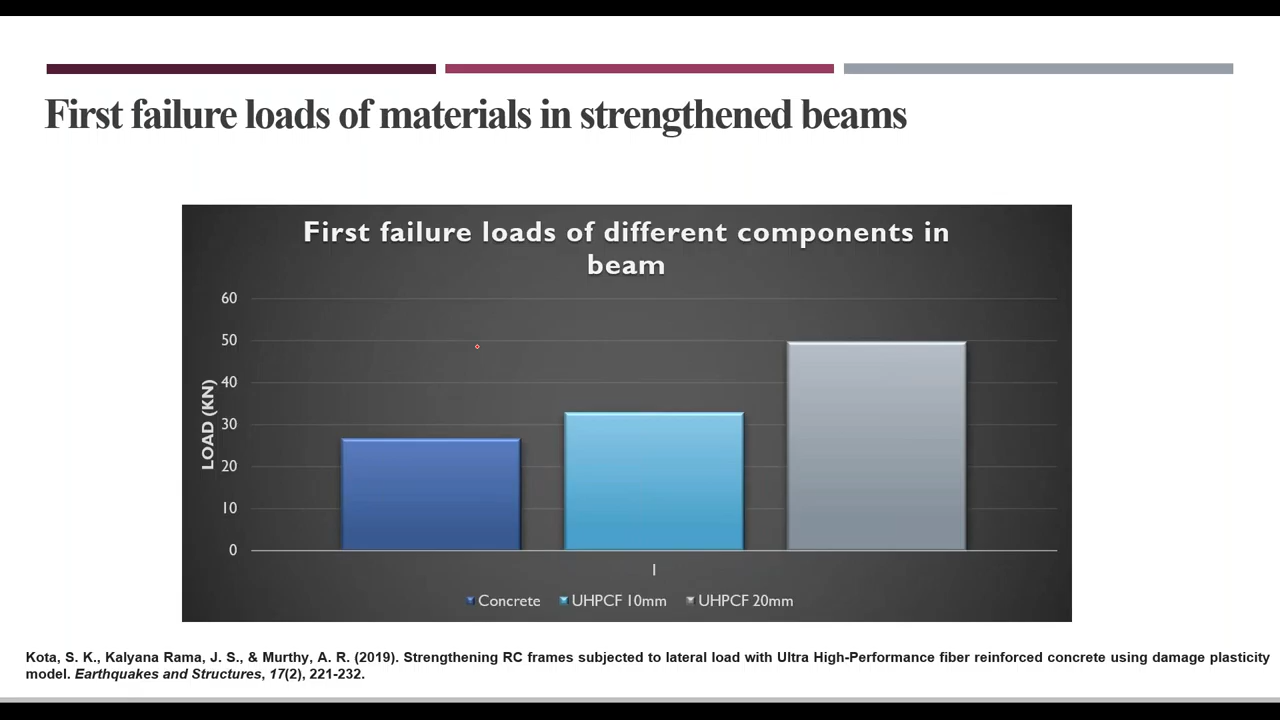 First failure loads of materials in strengthened beams
First failure loads of different components in
beam
60
50
40
30
20
10
0
LOAD (KN)
1
Concrete UHPCF 10mm UHPCF 20mm
Kota, S. K., Kalyana Rama, J. S., & Murthy, A. R. (2019). Strengthening RC frames subjected to lateral load with Ultra High-Performance fiber reinforced concrete using damage plasticity
model. Earthquakes and Structures, 17(2), 221-232.